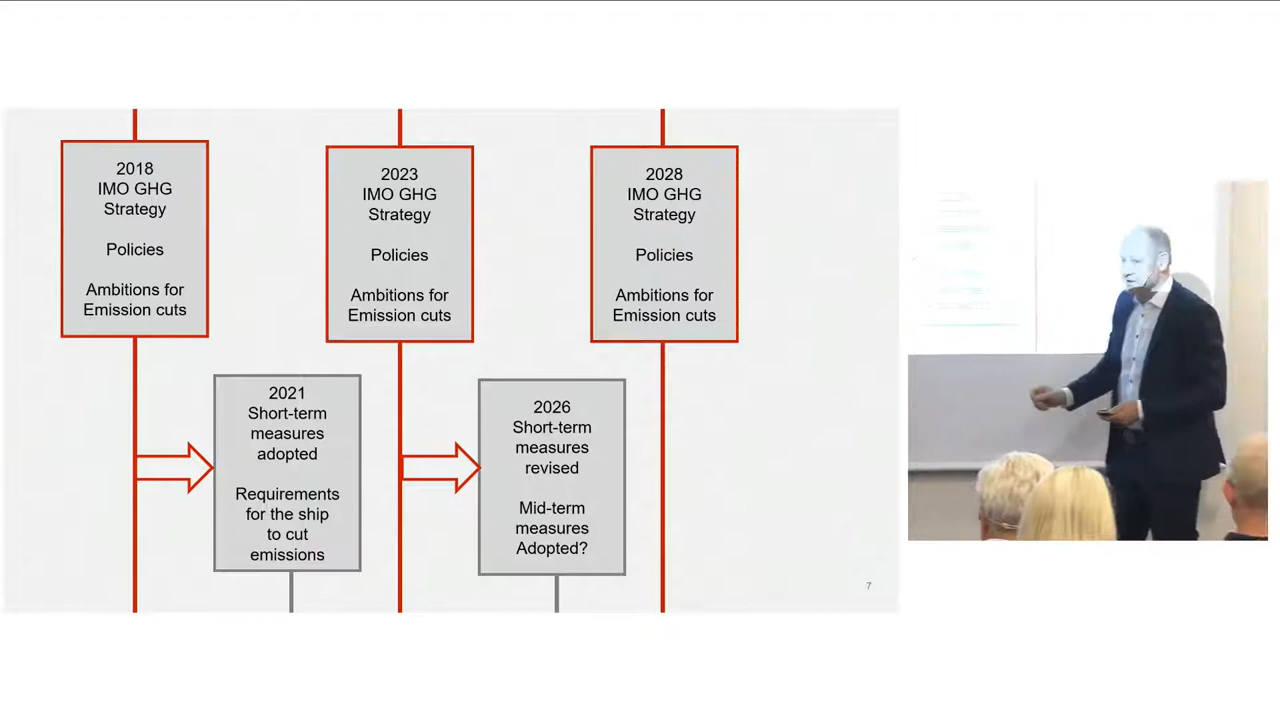 2018
IMO GHG
Strategy
Policies
Ambitions for
Emission cuts
2023
IMO GHG
Strategy
Policies
Ambitions for
Emission cuts
2028
IMO GHG
Strategy
Policies
Ambitions for
Emission cuts
2021
Short-term
measures
adopted
Requirements
for the ship
to cut
emissions
2026
Short-term
measures
revised
Mid-term
measures
Adopted?
7